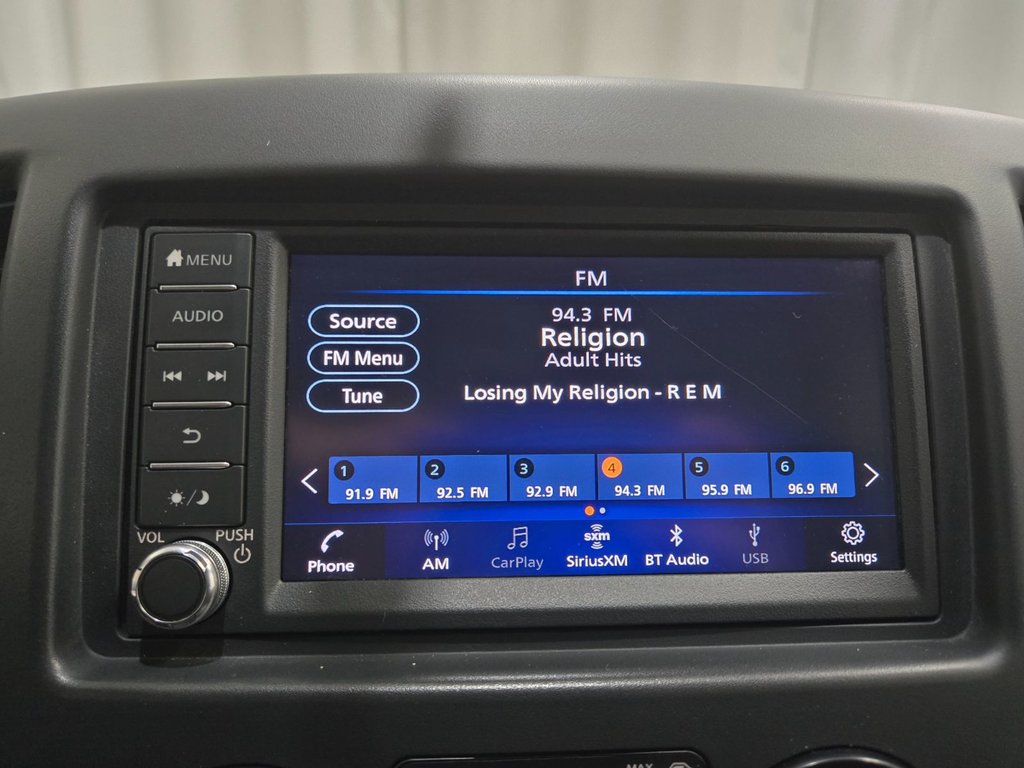 MENU
AUDIO
VOL
PUSH
FM
Source
FM Menu
Tune
94.3 FM
Religion
Adult Hits
Losing My Religion - R E M
1 91.9 FM
2 92.5 FM
3 92.9 FM
4 94.3 FM
5 95.9 FM
6 96.9 FM
Phone
AM
CarPlay
sxm
SiriusXM
BT Audio
USB
Settings
MAX